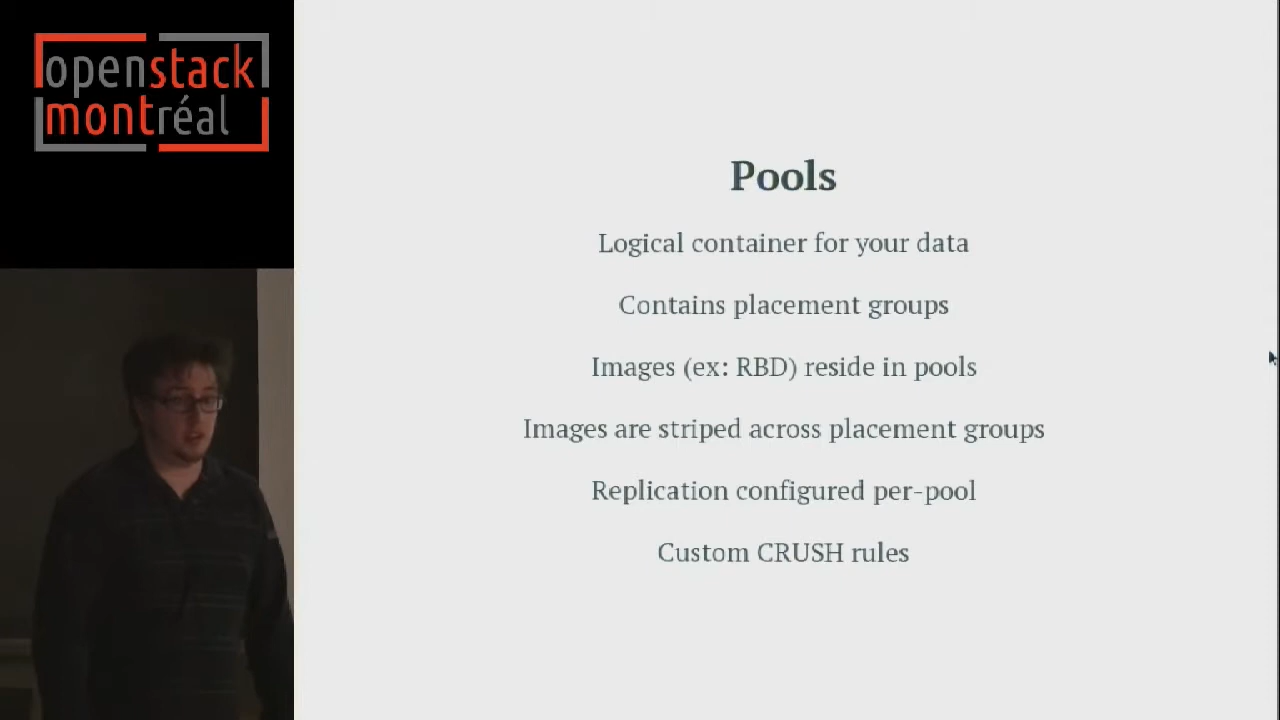 openstack
montréal
Pools
Logical container for your data
Contains placement groups
Images (ex: RBD) reside in pools
Images are striped across placement groups
Replication configured per-pool
Custom CRUSH rules